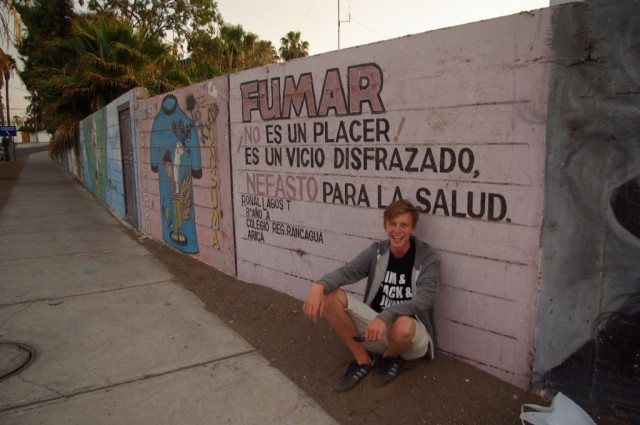 FUMAR
¡NO ES UN PLACER!
ES UN VICIO DISFRAZADO,
NEFASTO PARA LA SALUD.
RONAL LAGOS T
8º AÑO A
COLEGIO REG. RANCAGUA
ARICA